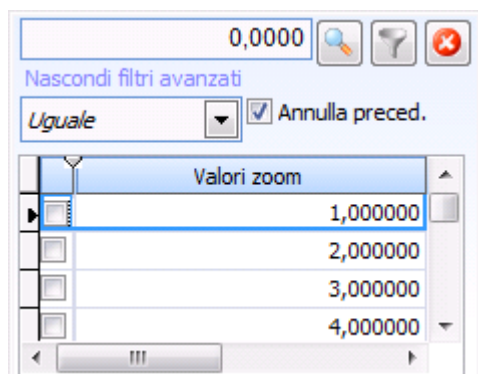 0,0000
Nascondi filtri avanzati
Uguale
Annulla preced.
Valori zoom
1,000000
2,000000
3,000000
4,000000